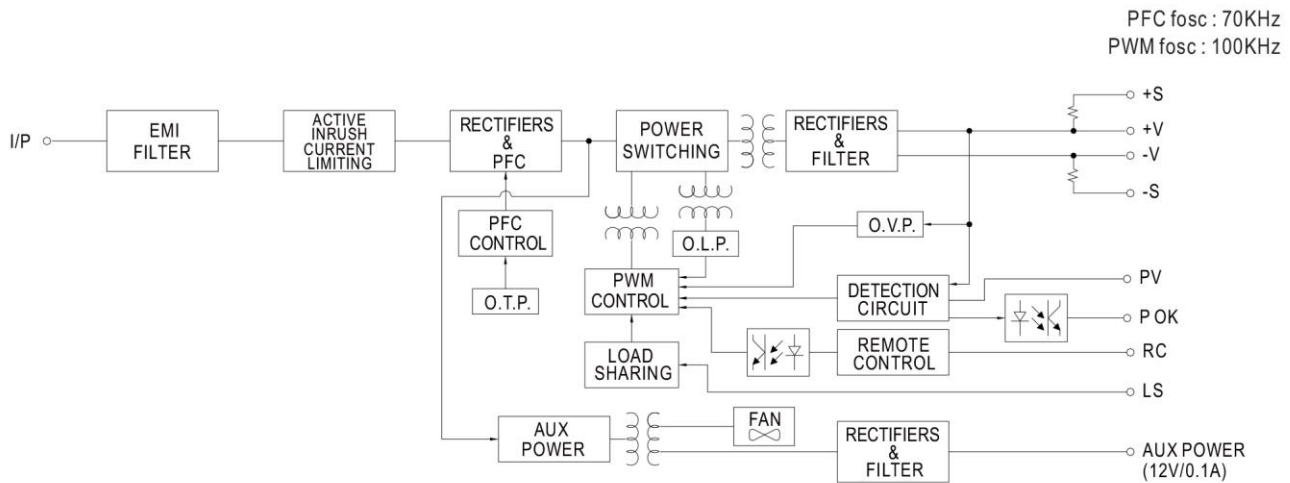 PFC fosc : 70KHz
PWM fosc : 100KHz
I/P
EMI
FILTER
ACTIVE
INRUSH
CURRENT
LIMITING
RECTIFIERS
&
PFC
POWER
SWITCHING
RECTIFIERS
&
FILTER
+S
+V
-V
-S
PFC
CONTROL
O.L.P.
O.V.P.
O.T.P.
PWM
CONTROL
DETECTION
CIRCUIT
PV
P OK
LOAD
SHARING
REMOTE
CONTROL
RC
LS
AUX
POWER
FAN
RECTIFIERS
&
FILTER
AUX POWER
(12V/0.1A)